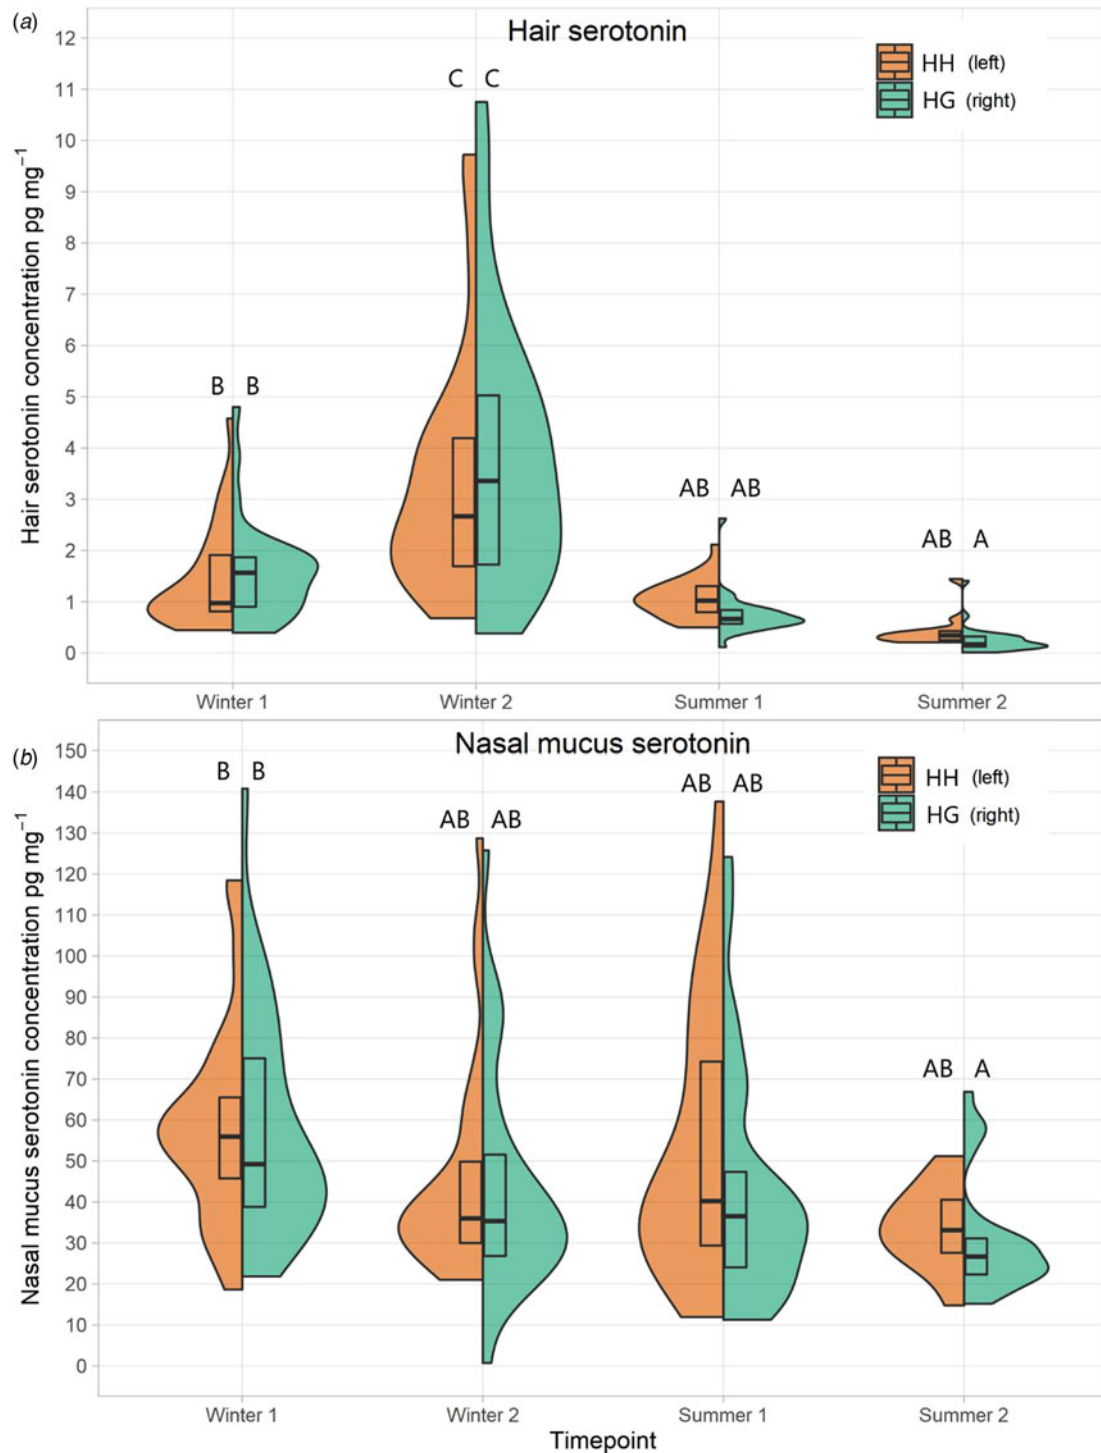 (a)
Hair serotonin
HH (left)
HG (right)
Hair serotonin concentration pg mg⁻¹
12
11
10
9
8
7
6
5
4
3
2
1
0
C C
B B
AB AB
AB A
Winter 1 Winter 2 Summer 1 Summer 2
(b)
Nasal mucus serotonin
HH (left)
HG (right)
Nasal mucus serotonin concentration pg mg⁻¹
150
140
130
120
110
100
90
80
70
60
50
40
30
20
10
0
B B
AB AB
AB AB
AB A
Winter 1 Winter 2 Summer 1 Summer 2
Timepoint